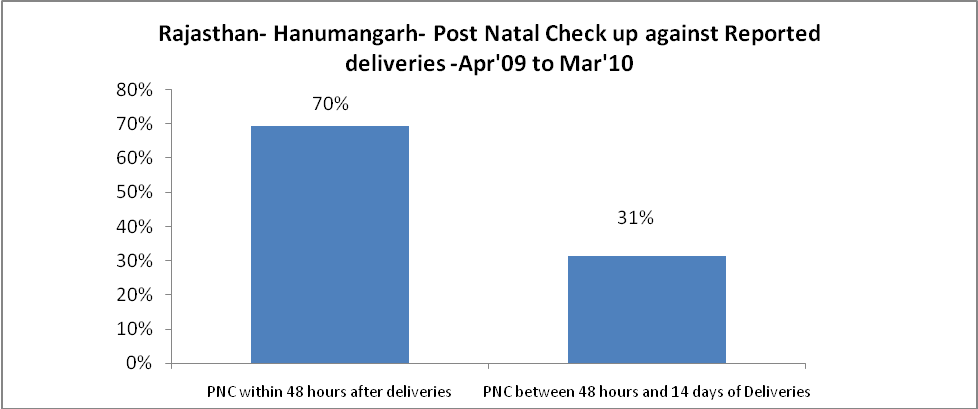 Rajasthan- Hanumangarh- Post Natal Check up against Reported
deliveries -Apr'09 to Mar'10
80%
70%
60%
50%
40%
30%
20%
10%
0%
70%
31%
PNC within 48 hours after deliveries
PNC between 48 hours and 14 days of Deliveries